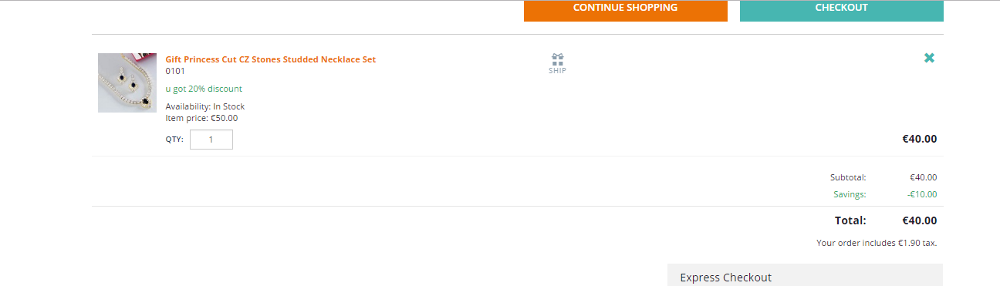 CONTINUE SHOPPING
CHECKOUT
Gift Princess Cut CZ Stones Studded Necklace Set
0101
SHIP
u got 20% discount
Availability: In Stock
Item price: €50.00
QTY: 1
€40.00
Subtotal: €40.00
Savings: -€10.00
Total: €40.00
Your order includes €1.90 tax.
Express Checkout